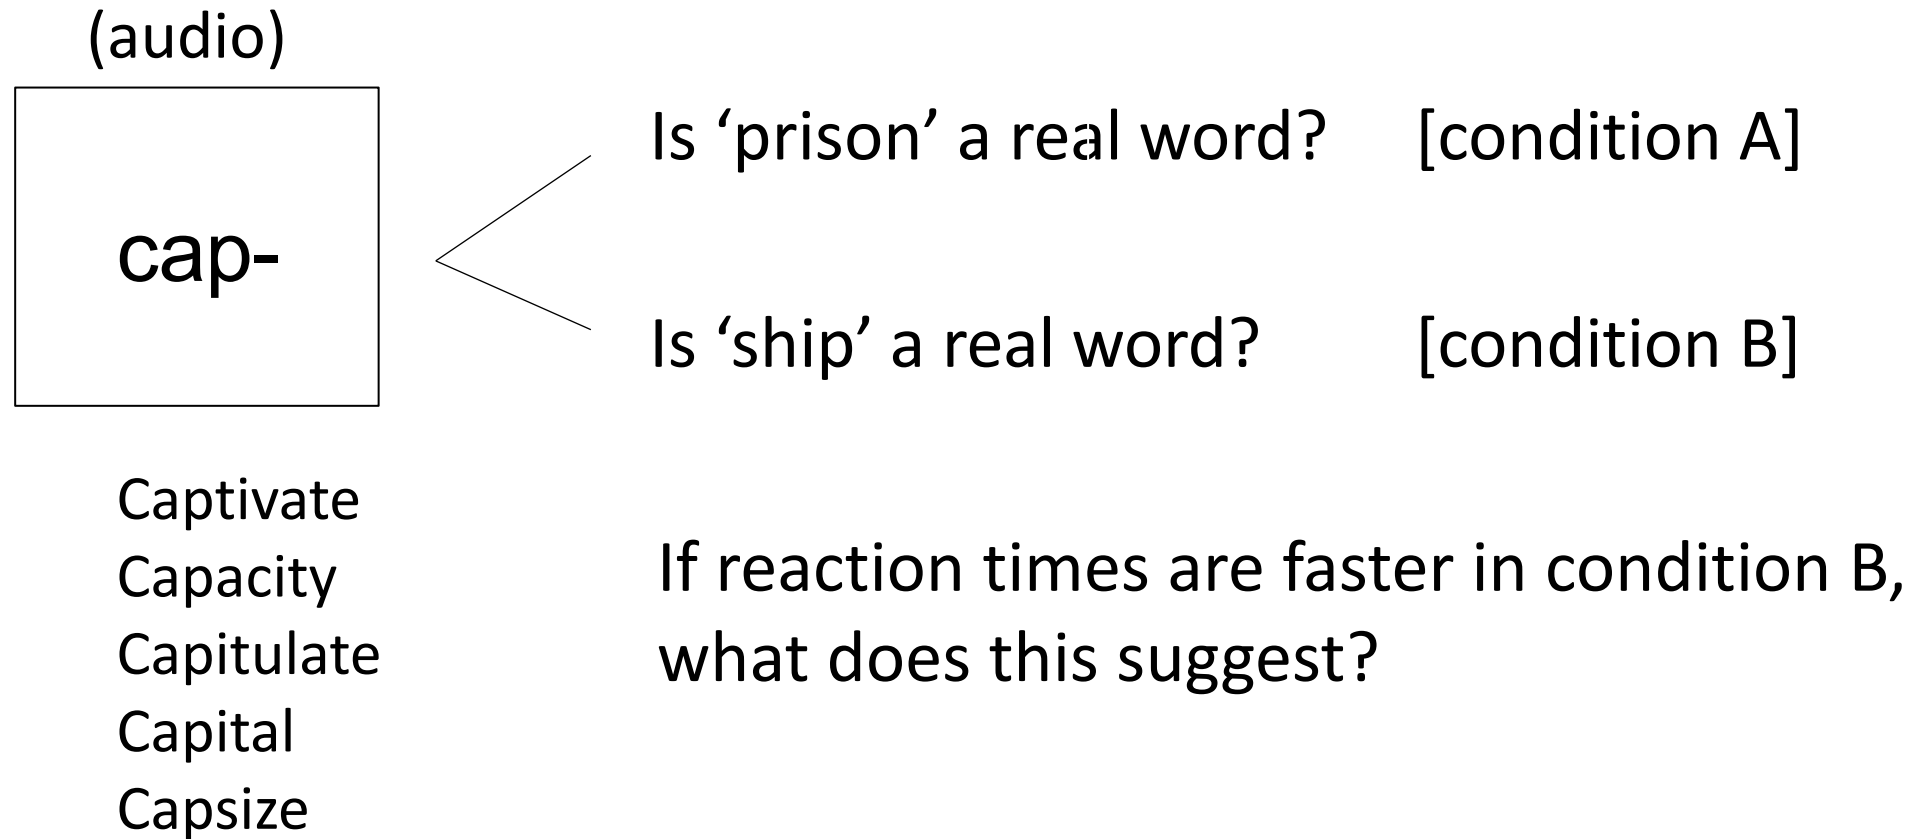 (audio)
cap-
Is ‘prison’ a real word? [condition A]
Is ‘ship’ a real word? [condition B]
Captivate
Capacity
Capitulate
Capital
Capsize
If reaction times are faster in condition B,
what does this suggest?